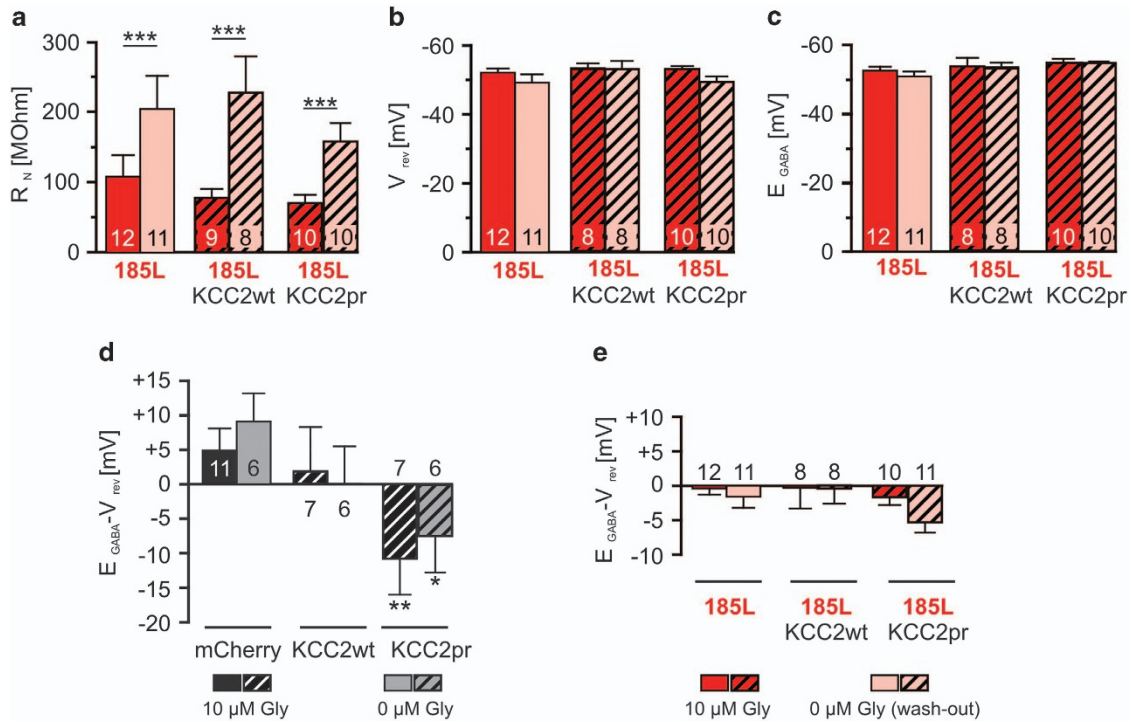 a
***
***
***
300
200
100
0
R N [MOhm]
12
11
9
8
10
10
185L
185L
KCC2wt
185L
KCC2pr
b
-60
-40
-20
0
V rev [mV]
12
11
8
8
10
10
185L
185L
KCC2wt
185L
KCC2pr
c
-60
-40
-20
0
E GABA [mV]
12
11
8
8
10
10
185L
185L
KCC2wt
185L
KCC2pr
d
+15
+10
+5
0
-5
-10
-15
-20
E GABA-V rev [mV]
11
6
7
6
7
6
**
*
mCherry
KCC2wt
KCC2pr
10 µM Gly
0 µM Gly
e
+15
+10
+5
0
-5
-10
E GABA-V rev [mV]
12
11
8
8
10
11
185L
185L
KCC2wt
185L
KCC2pr
10 µM Gly
0 µM Gly (wash-out)